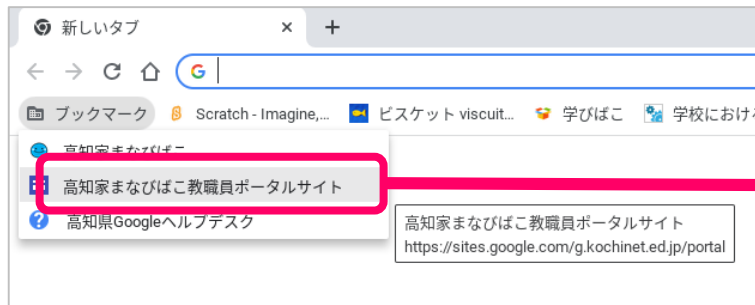 新しいタブ
ブックマーク Scratch - Imagine,... ビスケット viscuit... 学びばこ 学校におけ
高知家まなびばこ
高知家まなびばこ教職員ポータルサイト
高知県Googleヘルプデスク
高知家まなびばこ教職員ポータルサイト
https://sites.google.com/g.kochinet.ed.jp/portal